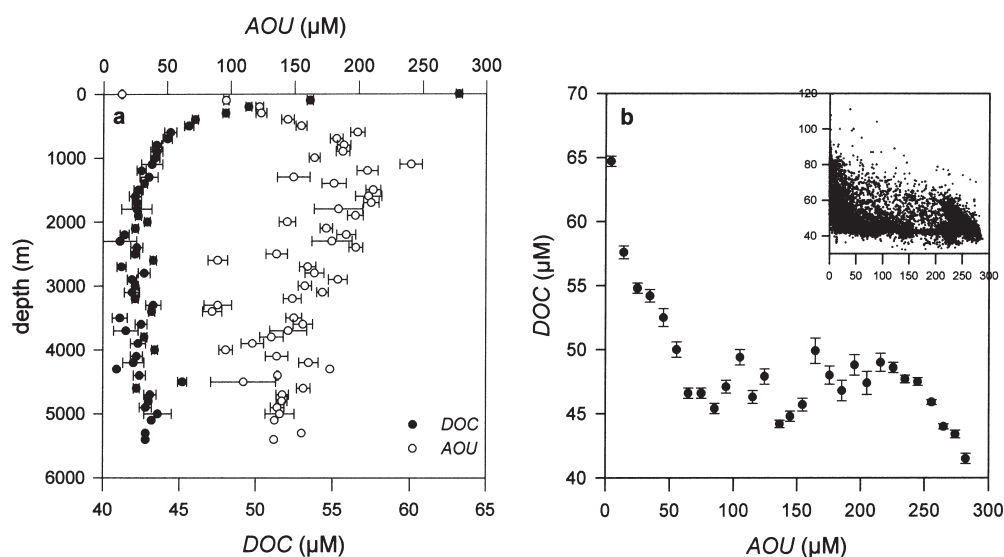 AOU (µM)
0 50 100 150 200 250 300
a
0
1000
2000
3000
4000
5000
6000
depth (m)
DOC
AOU
40 45 50 55 60 65
DOC (µM)
b
70
65
60
55
50
45
40
DOC (µM)
120
100
80
60
40
0 50 100 150 200 250 300
0 50 100 150 200 250 300
AOU (µM)